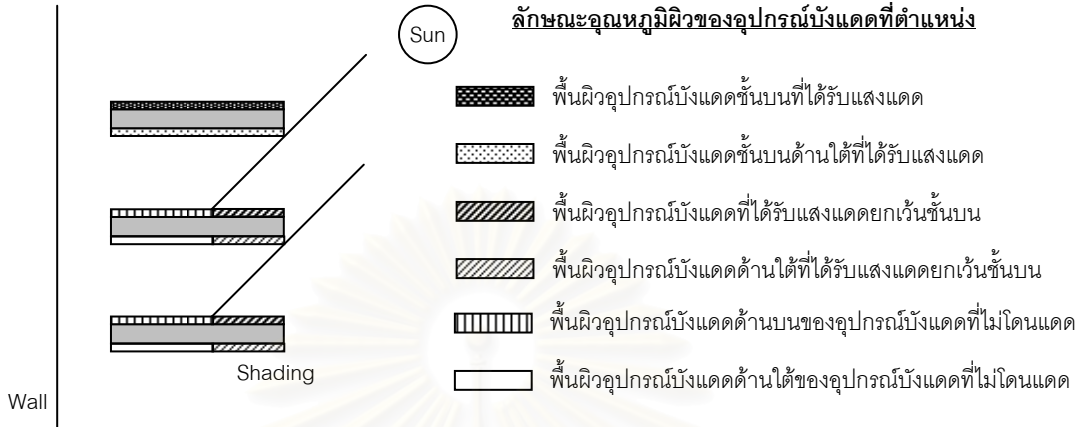 Sun
ลักษณะอุณหภูมิผิวของอุปกรณ์บังแดดที่ตำแหน่ง
พื้นผิวอุปกรณ์บังแดดชั้นบนที่ได้รับแสงแดด
พื้นผิวอุปกรณ์บังแดดชั้นบนด้านใต้ที่ได้รับแสงแดด
พื้นผิวอุปกรณ์บังแดดที่ได้รับแสงแดดยกเว้นชั้นบน
พื้นผิวอุปกรณ์บังแดดด้านใต้ที่ได้รับแสงแดดยกเว้นชั้นบน
พื้นผิวอุปกรณ์บังแดดด้านบนของอุปกรณ์บังแดดที่ไม่โดนแดด
พื้นผิวอุปกรณ์บังแดดด้านใต้ของอุปกรณ์บังแดดที่ไม่โดนแดด
Shading
Wall